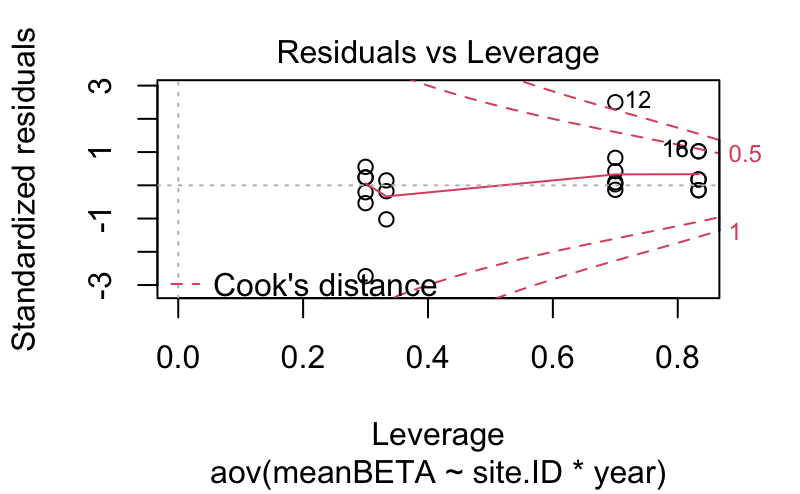 Residuals vs Leverage
Standardized residuals
3
1
-1
-3
12
18
0.5
1
Cook's distance
0.0 0.2 0.4 0.6 0.8
Leverage
aov(meanBETA ~ site.ID * year)